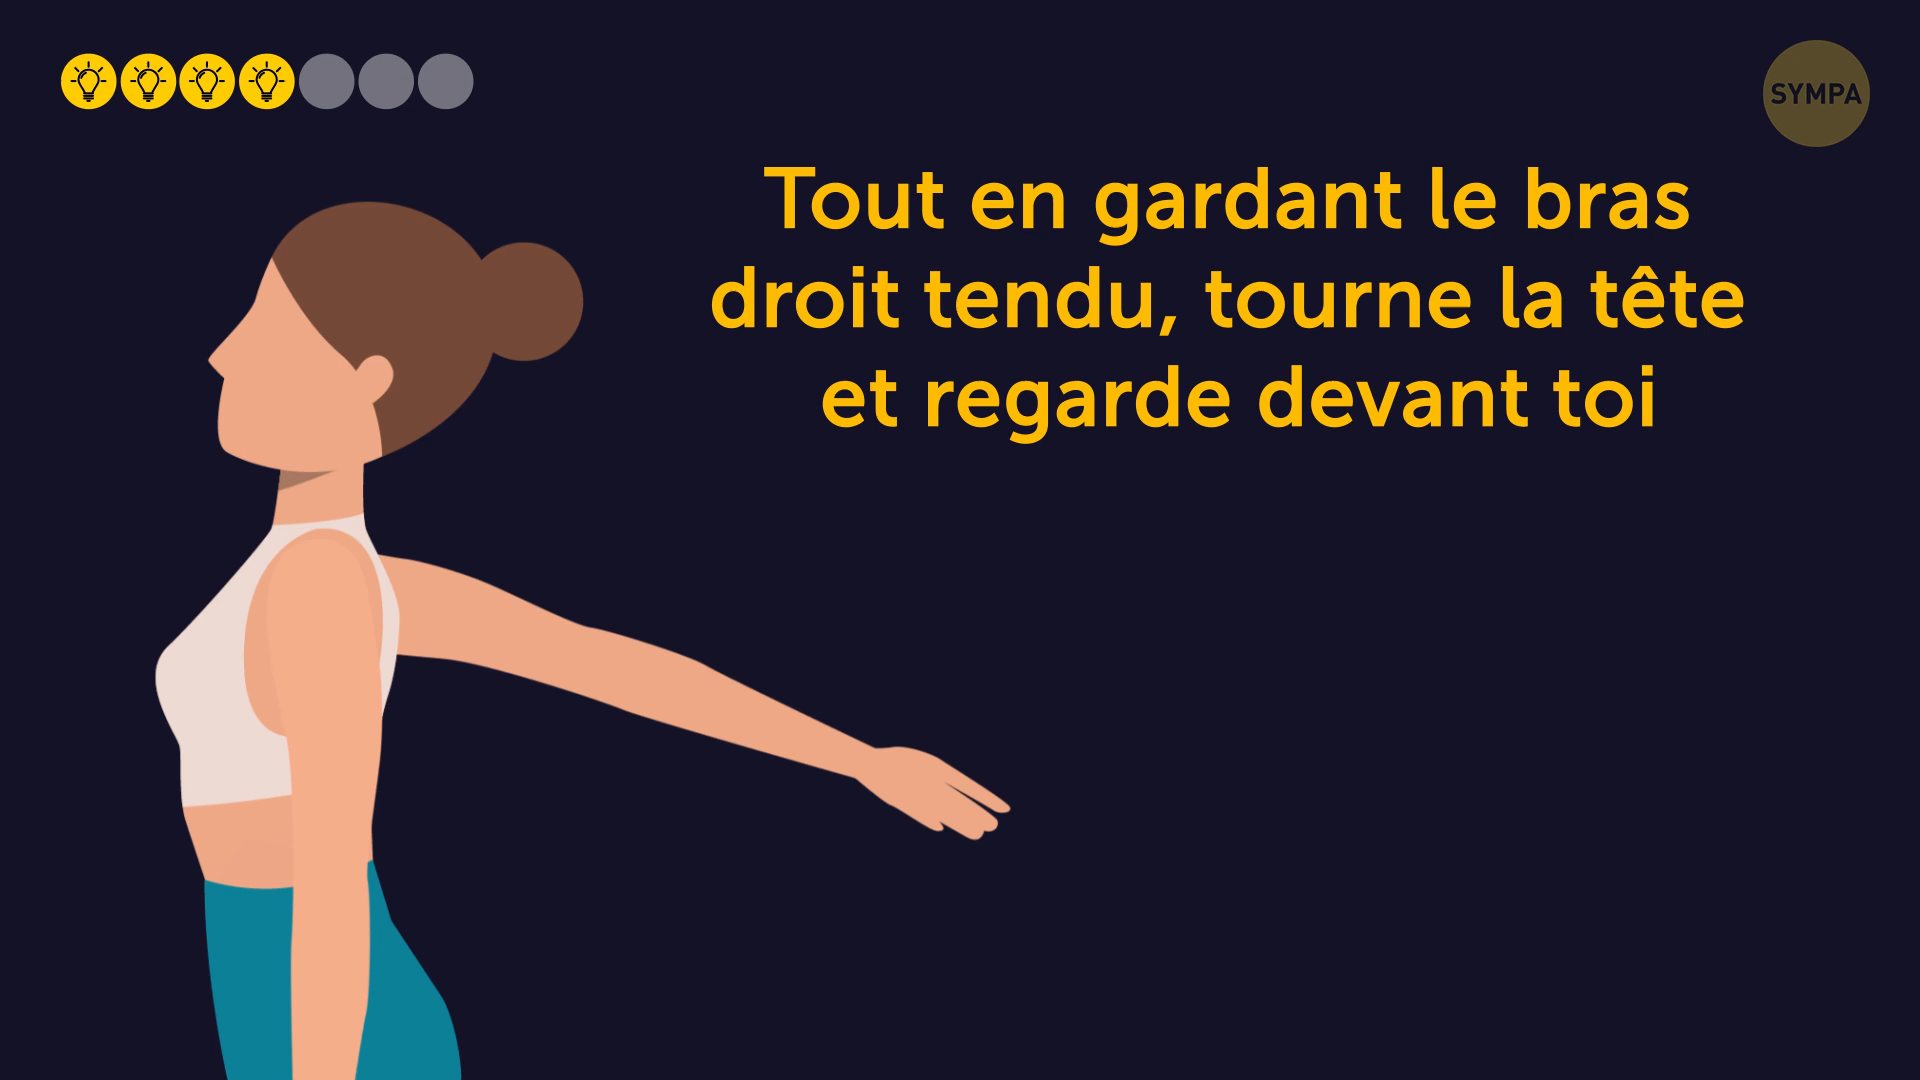 SYMPA
Tout en gardant le bras
droit tendu, tourne la tête
et regarde devant toi